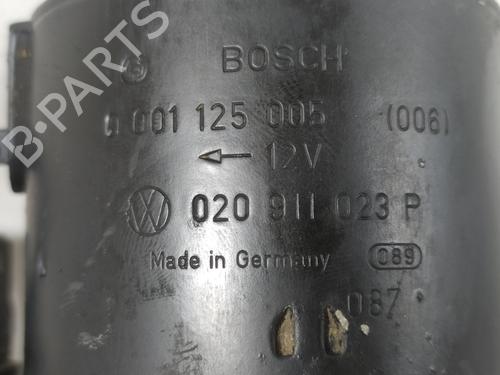 BOSCH
0 001 125 005 (006)
← 12V
020 911 023 P
Made in Germany 089
087
B-PARTS